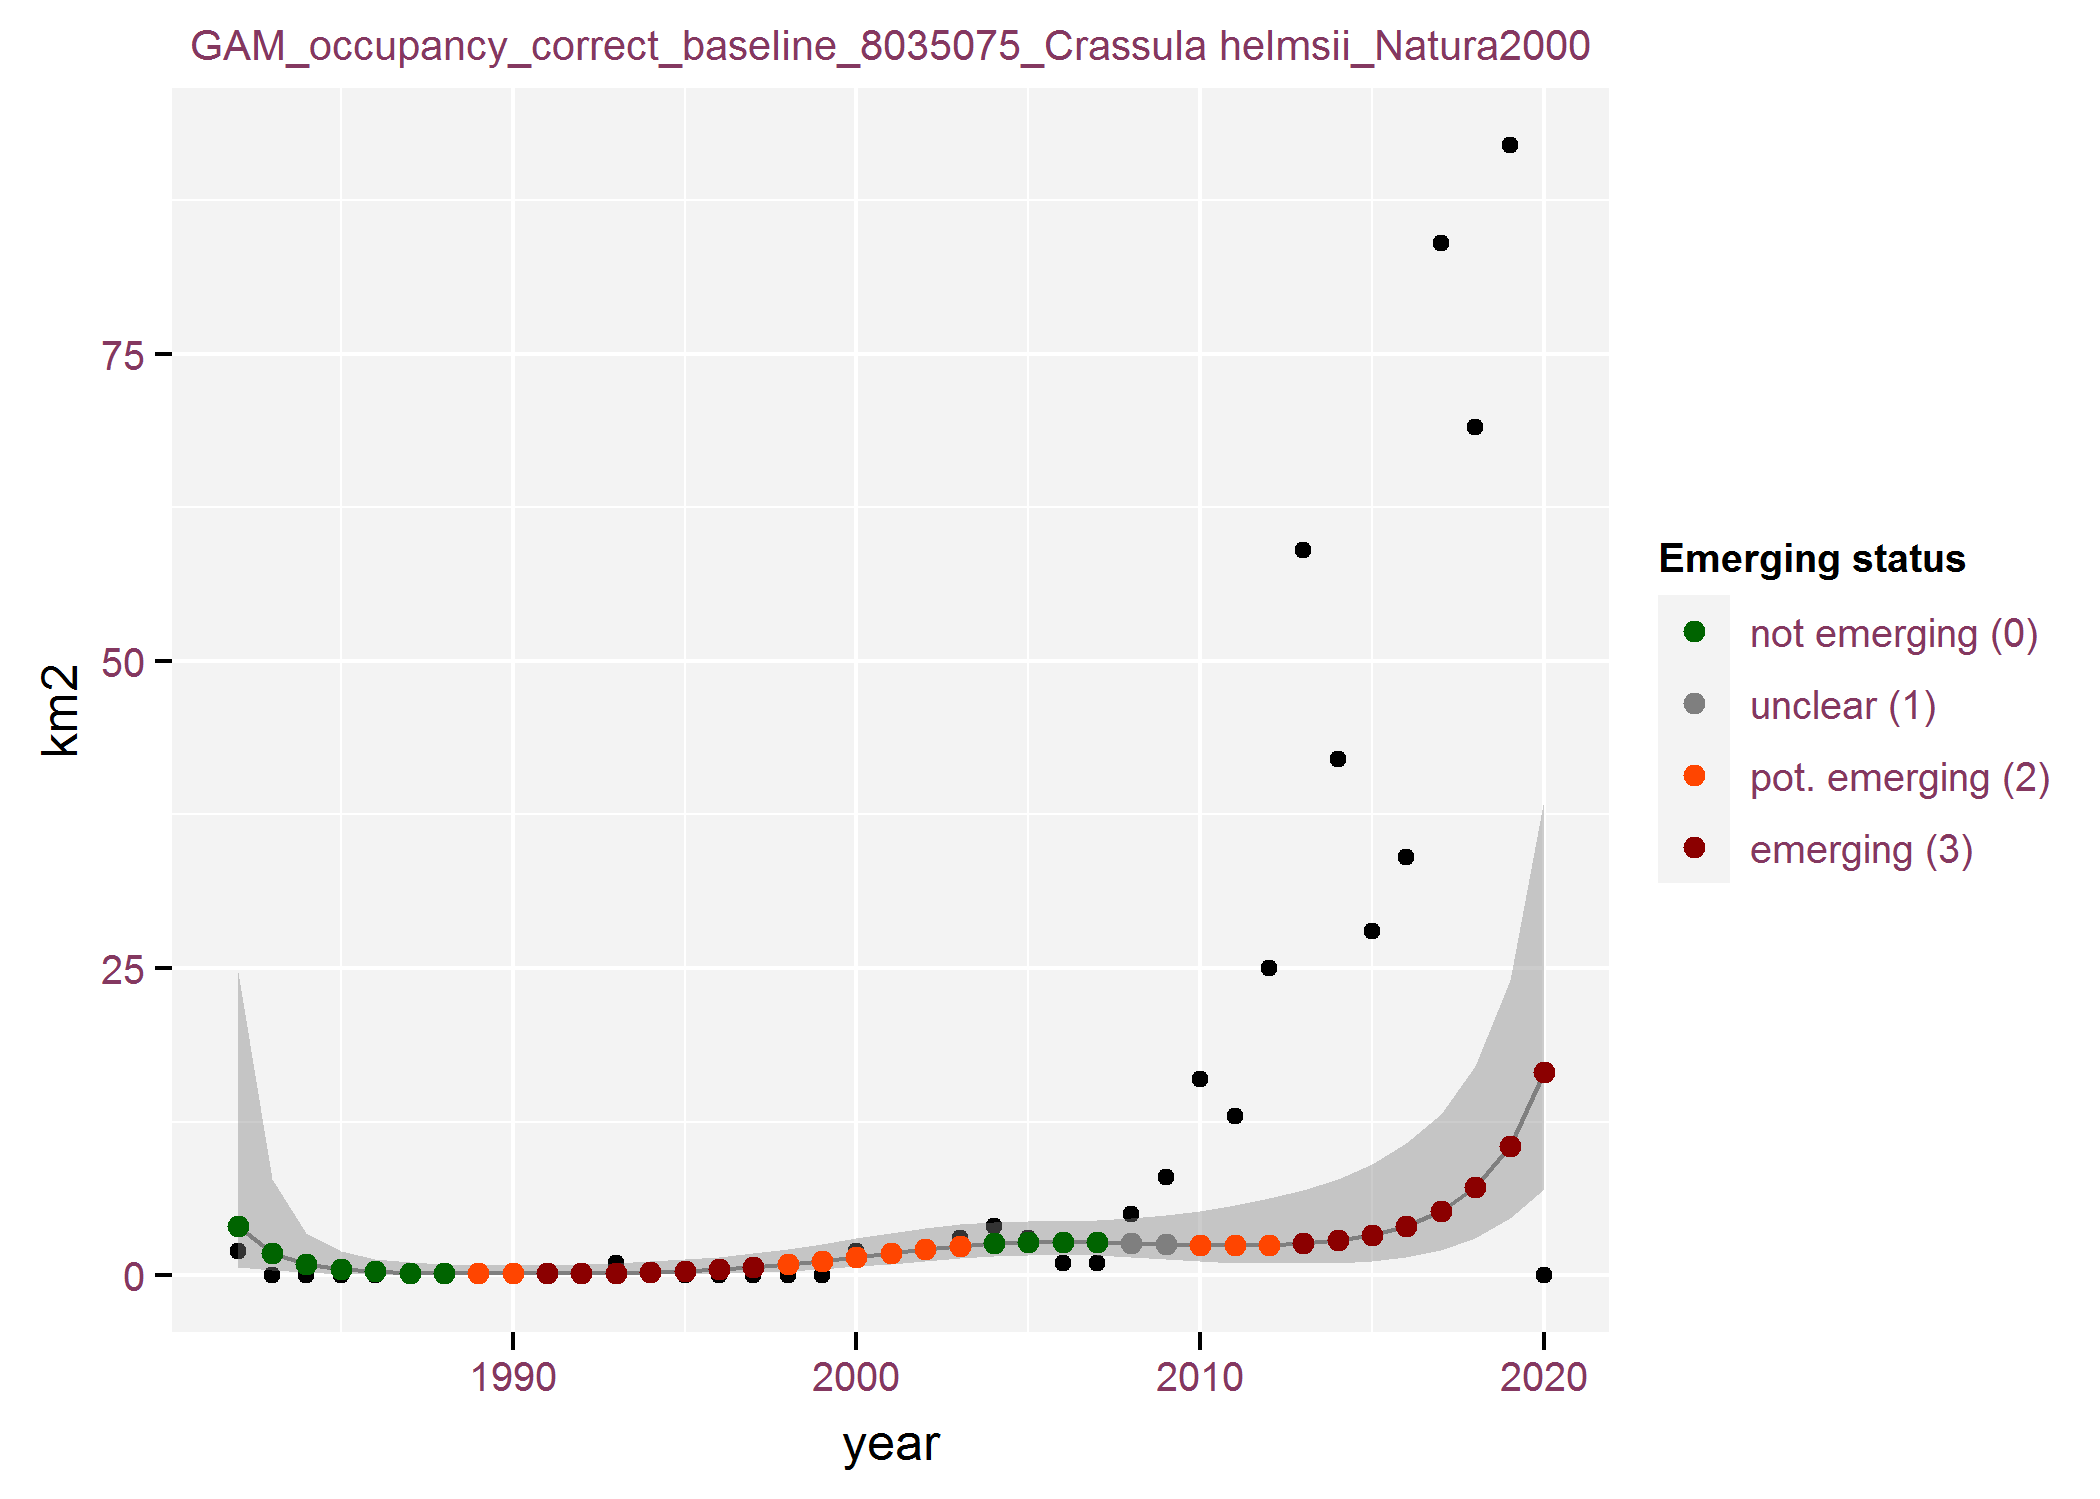 GAM_occupancy_correct_baseline_8035075_Crassula helmsii_Natura2000
75
50
25
0
km2
1990 2000 2010 2020
year
Emerging status
not emerging (0)
unclear (1)
pot. emerging (2)
emerging (3)